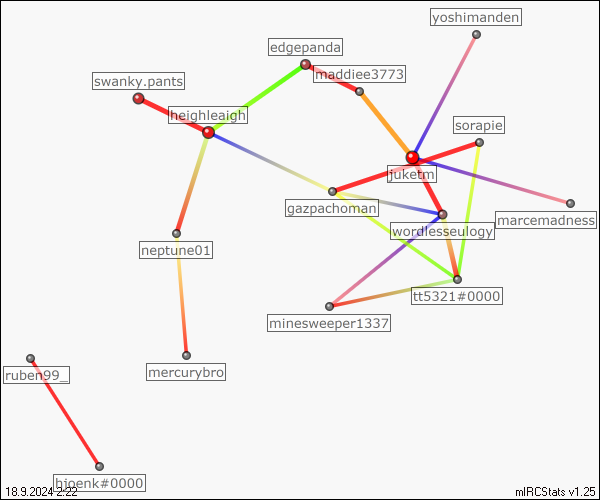 yoshimanden
edgepanda
maddiee3773
swanky.pants
heighleaigh
sorapie
juketm
gazpachoman
marcemadness
wordlesseulogy
neptune01
tt5321#0000
minesweeper1337
mercurybro
ruben99_
hjoenk#0000
18.9.2024 2:22
mIRCStats v1.25